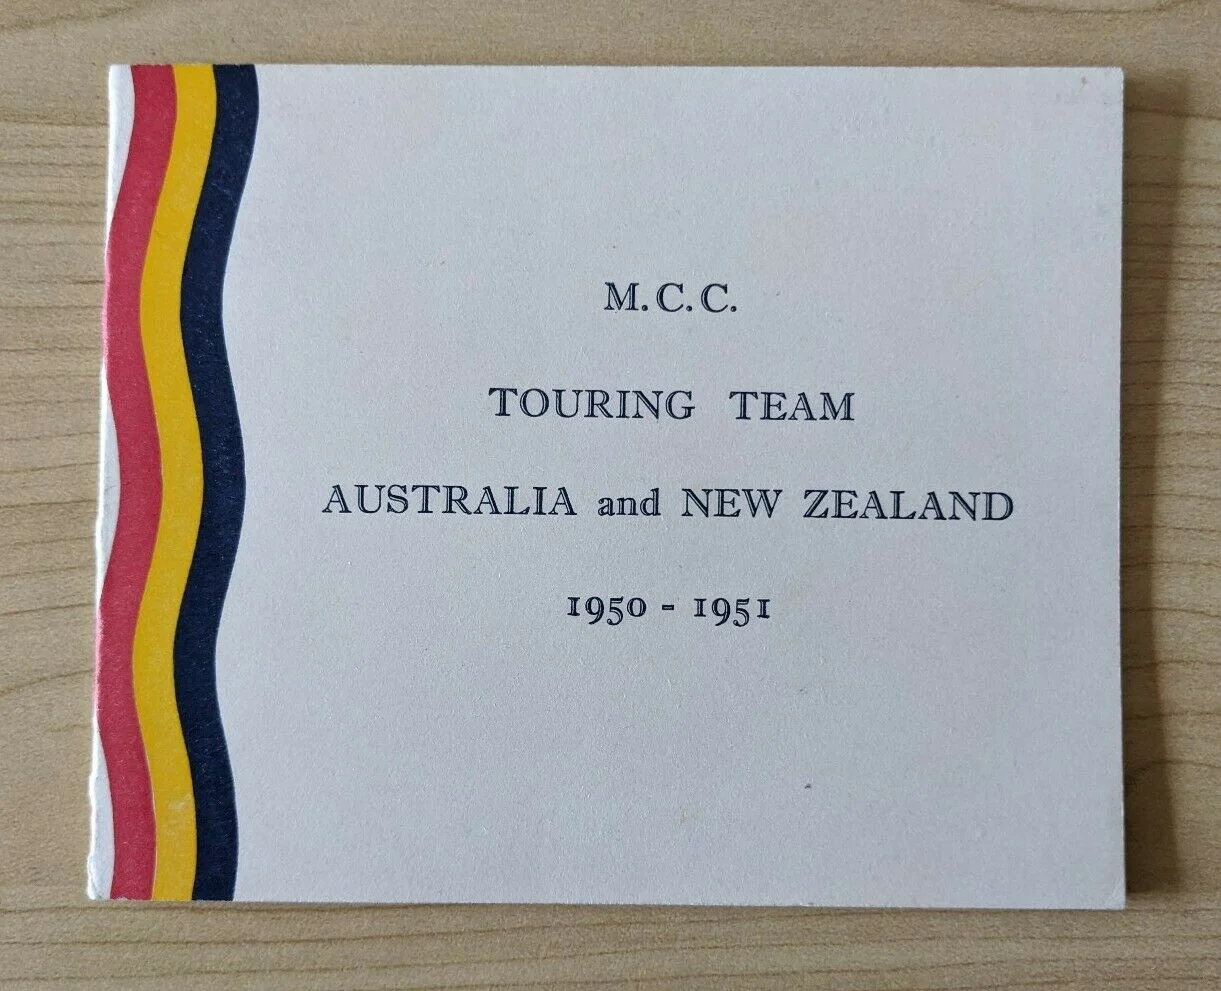 M.C.C.
TOURING TEAM
AUSTRALIA and NEW ZEALAND
1950 - 1951